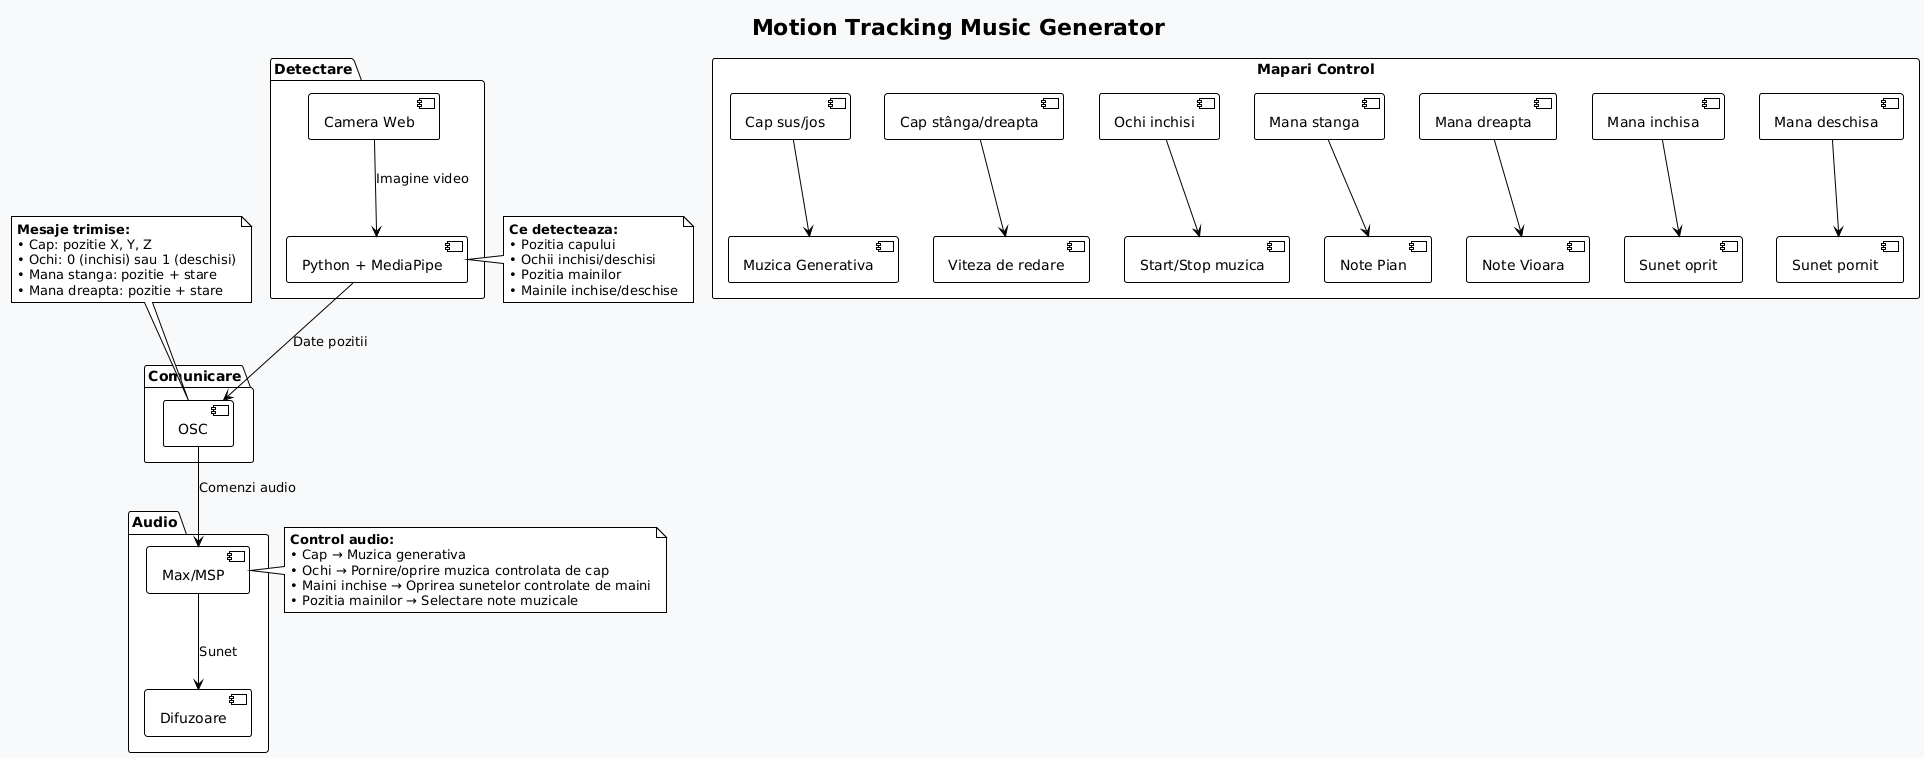 Motion Tracking Music Generator
Detectare
Camera Web
Imagine video
Python + MediaPipe
Ce detecteaza:
• Pozitia capului
• Ochii inchisi/deschisi
• Pozitia mainilor
• Mainile inchise/deschise
Mesaje trimise:
• Cap: pozitie X, Y, Z
• Ochi: 0 (inchisi) sau 1 (deschisi)
• Mana stanga: pozitie + stare
• Mana dreapta: pozitie + stare
Date pozitii
Comunicare
OSC
Comenzi audio
Audio
Max/MSP
Control audio:
• Cap → Muzica generativa
• Ochi → Pornire/oprire muzica controlata de cap
• Maini inchise → Oprirea sunetelor controlate de maini
• Pozitia mainilor → Selectare note muzicale
Sunet
Difuzoare
Mapari Control
Cap sus/jos
Cap stânga/dreapta
Ochi inchisi
Mana stanga
Mana dreapta
Mana inchisa
Mana deschisa
Muzica Generativa
Viteza de redare
Start/Stop muzica
Note Pian
Note Vioara
Sunet oprit
Sunet pornit